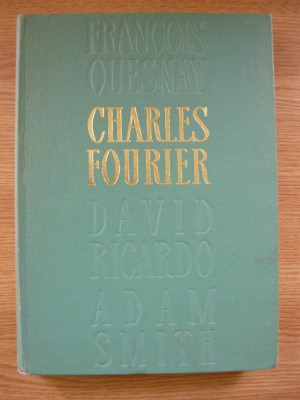 FRANÇOIS
QUESNAY
CHARLES
FOURIER
DAVID
RICARDO
ADAM
SMITH